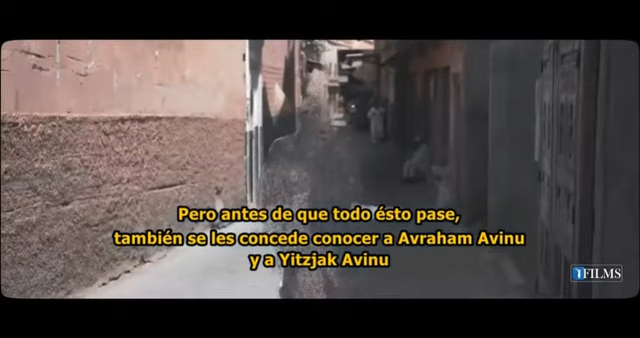 Pero antes de que todo ésto pase,
también se les concede conocer a Avraham Avinu
y a Yitzjak Avinu
1FILMS